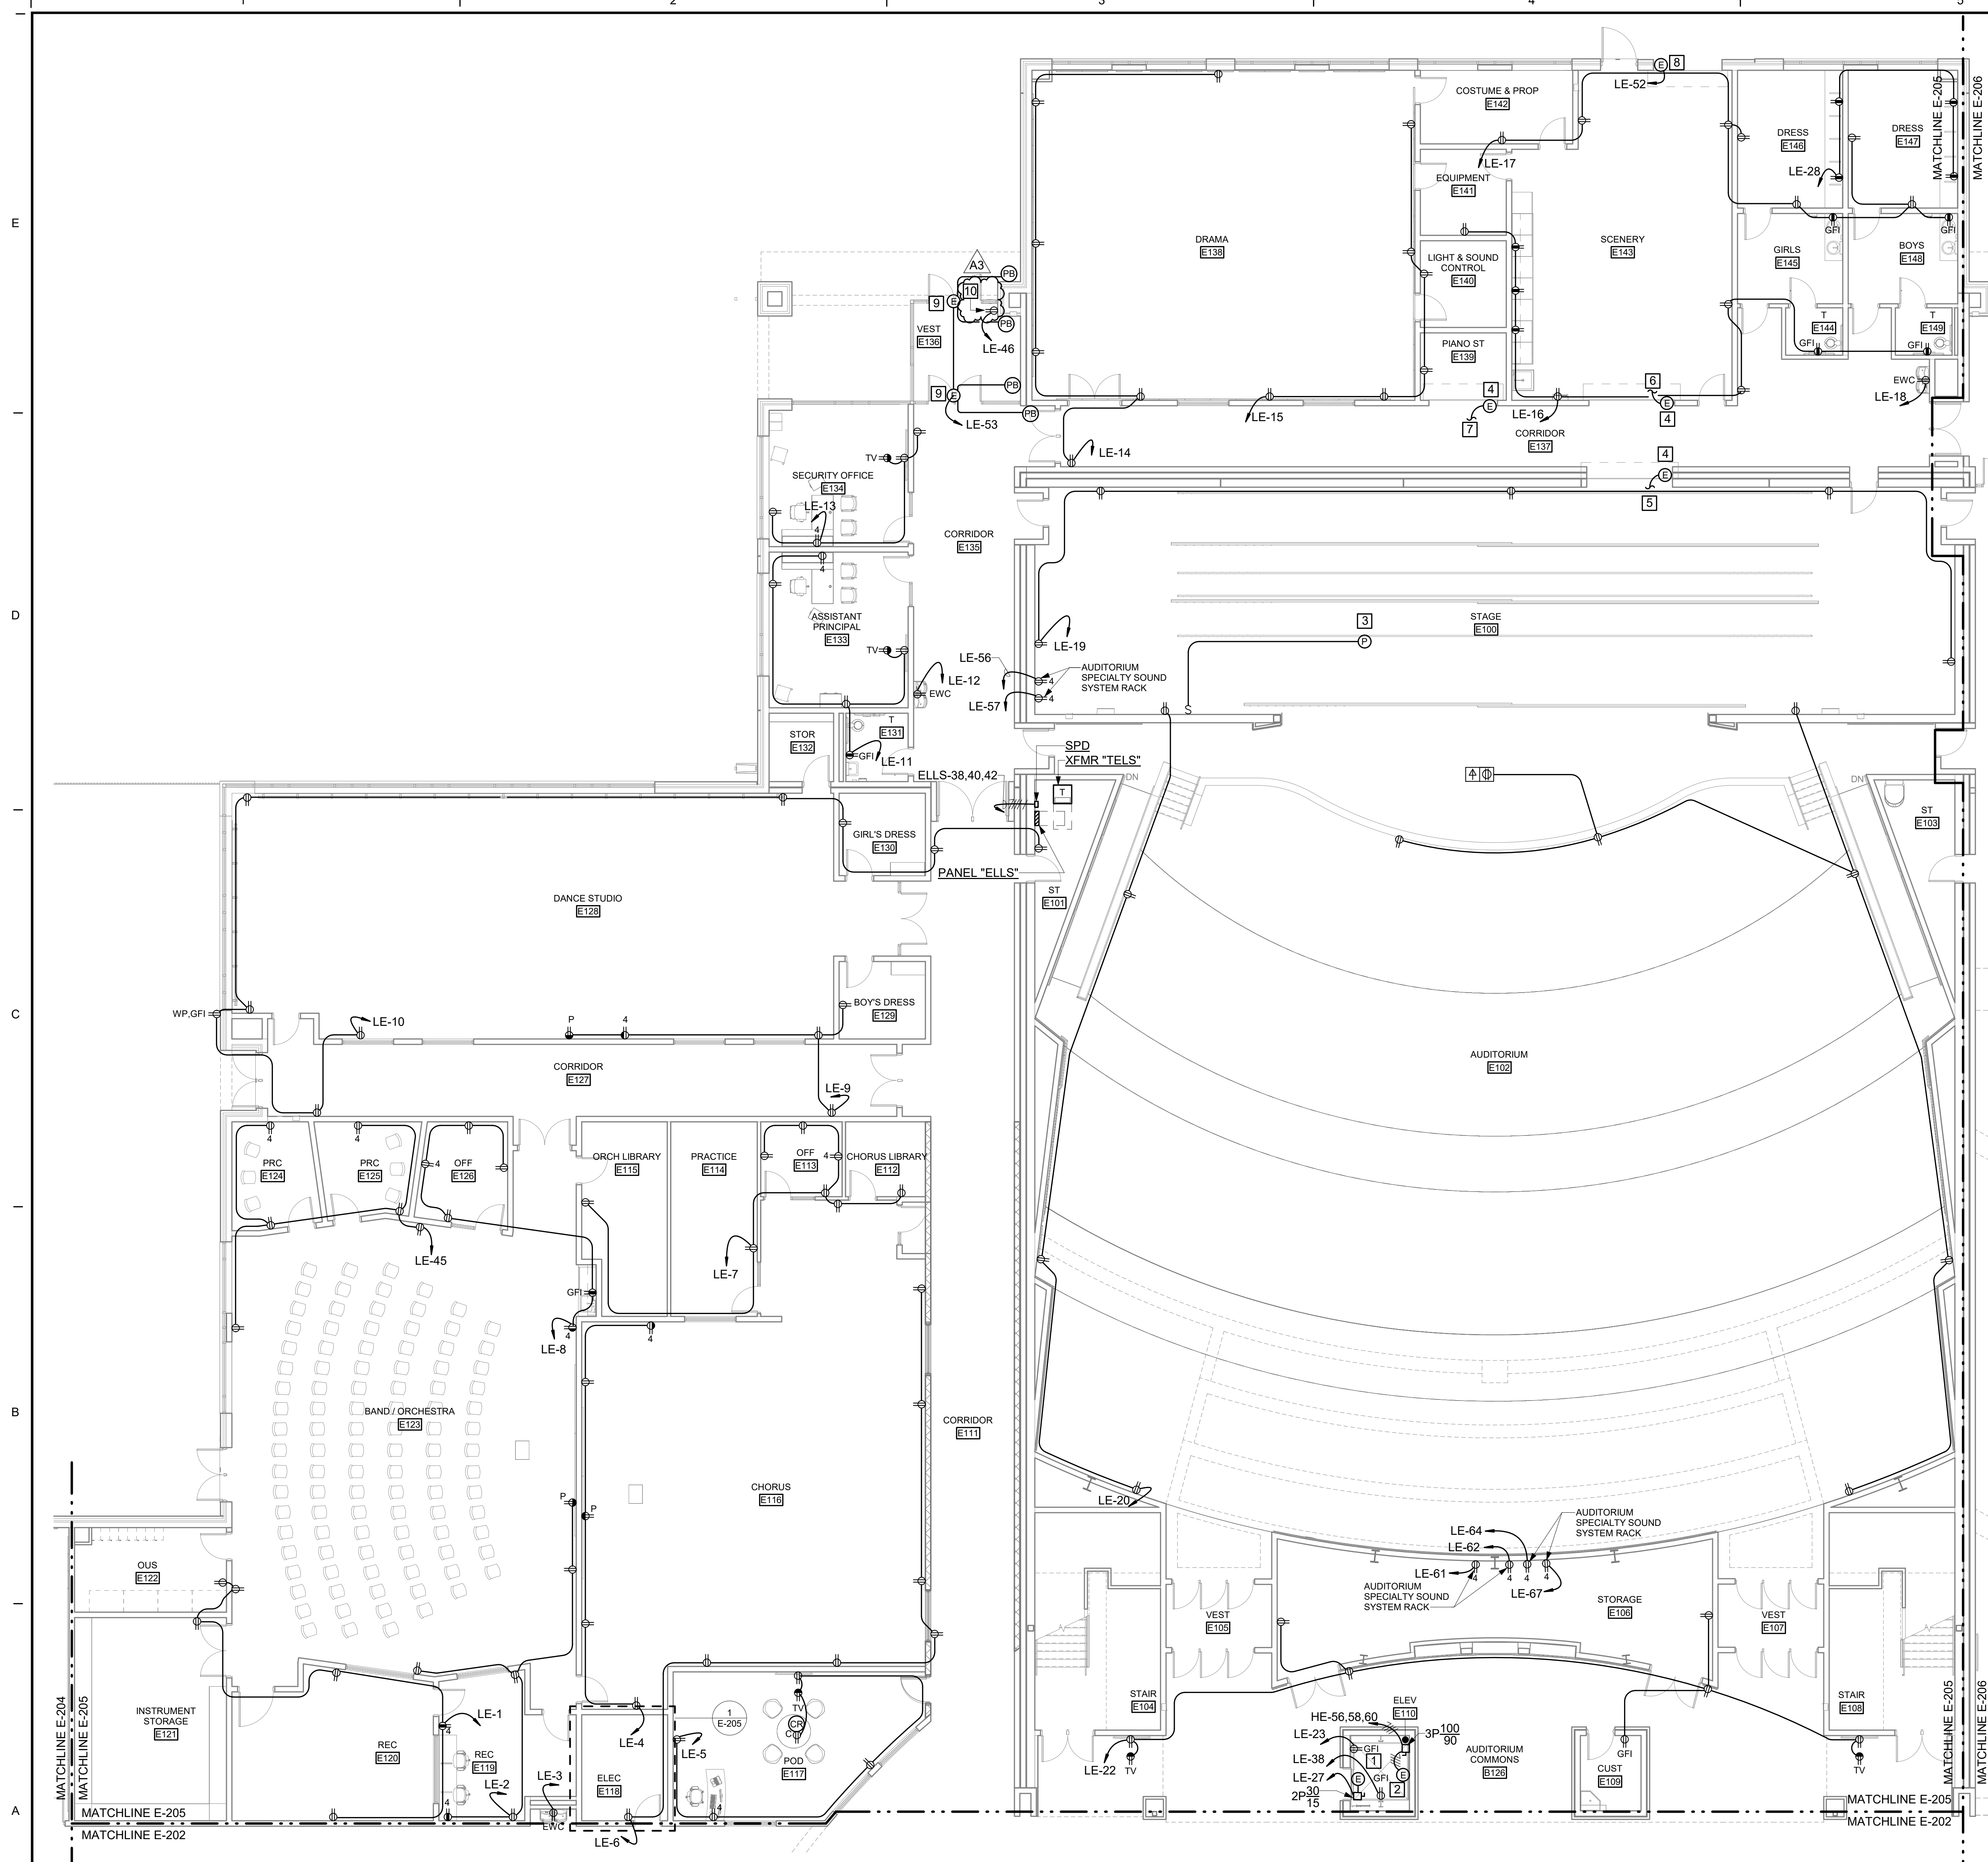 1
2
3
4
5
E
D
C
B
A
LE-52
8
COSTUME & PROP
E142
LE-17
EQUIPMENT
E141
DRAMA
E138
LIGHT & SOUND
CONTROL
E140
PIANO ST
E139
SCENERY
E143
DRESS
E146
DRESS
E147
LE-28
GFI
GFI
GIRLS
E145
BOYS
E148
T
E144
T
E149
GFI
GFI
EWC
LE-18
MATCHLINE E-205
MATCHLINE E-206
A3
PB
10
9
E
PB
VEST
E136
LE-46
9
E
PB
PB
LE-53
LE-14
LE-15
4
E
7
LE-16
6
E
4
CORRIDOR
E137
4
E
5
TV
SECURITY OFFICE
E134
LE-13
4
CORRIDOR
E135
4
ASSISTANT
PRINCIPAL
E133
TV
LE-12
EWC
LE-19
LE-56
LE-57
4
4
AUDITORIUM
SPECIALTY SOUND
SYSTEM RACK
3
P
S
STAGE
E100
STOR
E132
T
E131
GFI
LE-11
SPD
XFMR "TELS"
T
ELLS-38,40,42
PANEL "ELLS"
DN
DN
ST
E103
ST
E101
GIRL'S DRESS
E130
DANCE STUDIO
E128
BOY'S DRESS
E129
WP,GFI
LE-10
P
4
CORRIDOR
E127
LE-9
AUDITORIUM
E102
4
PRC
E124
4
PRC
E125
4
OFF
E126
ORCH LIBRARY
E115
PRACTICE
E114
OFF
E113
4
CHORUS LIBRARY
E112
LE-45
LE-7
GFI
4
LE-8
4
BAND / ORCHESTRA
E123
CORRIDOR
E111
CHORUS
E116
P
P
LE-20
LE-64
LE-62
LE-61
4
4
4
4
LE-67
AUDITORIUM
SPECIALTY SOUND
SYSTEM RACK
AUDITORIUM
SPECIALTY SOUND
SYSTEM RACK
STORAGE
E106
VEST
E105
VEST
E107
OUS
E122
INSTRUMENT
STORAGE
E121
REC
E120
LE-1
4
REC
E119
LE-2
4
LE-3
EWC
ELEC
E118
LE-4
LE-5
LE-6
1
E-205
TV
CR
C
POD
E117
4
STAIR
E104
LE-22
TV
ELEV
E110
HE-56,58,60
LE-23
LE-38
LE-27
GFI
1
GFI
E
E
2
3P 100
90
2P 30
15
AUDITORIUM
COMMONS
B126
GFI
CUST
E109
STAIR
E108
TV
MATCHLINE E-204
MATCHLINE E-205
MATCHLINE E-205
MATCHLINE E-202
MATCHLINE E-205
MATCHLINE E-202
MATCHLINE E-205
MATCHLINE E-206